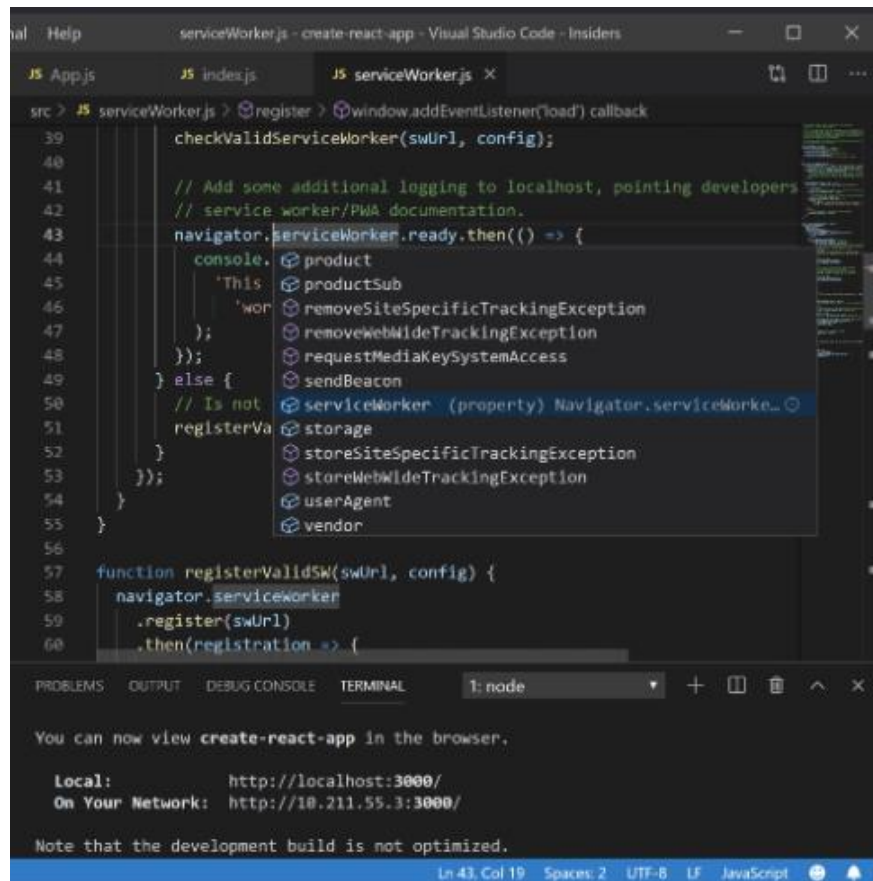 al Help serviceWorker.js - create-react-app - Visual Studio Code - Insiders
JS App.js JS index.js JS serviceWorker.js
src > JS serviceWorker.js > register > window.addEventListener('load') callback
39 checkValidServiceWorker(swUrl, config);
40
41 // Add some additional logging to localhost, pointing developers
42 // service worker/PWA documentation.
43 navigator.serviceWorker.ready.then(() => {
44 console. product
45 'This productSub
46 'wor removeSiteSpecificTrackingException
47 ); removeWebWideTrackingException
48 }); requestMediaKeySystemAccess
49 } else { sendBeacon
50 // Is not serviceWorker (property) Navigator.serviceWorke…
51 registerVa storage
52 } storeSiteSpecificTrackingException
53 }); storeWebWideTrackingException
54 } userAgent
55 } vendor
56
57 function registerValidSW(swUrl, config) {
58 navigator.serviceWorker
59 .register(swUrl)
60 .then(registration => {
PROBLEMS OUTPUT DEBUG CONSOLE TERMINAL 1: node
You can now view create-react-app in the browser.
Local: http://localhost:3000/
On Your Network: http://10.211.55.3:3000/
Note that the development build is not optimized.
Ln 43, Col 19 Spaces: 2 UTF-8 LF JavaScript